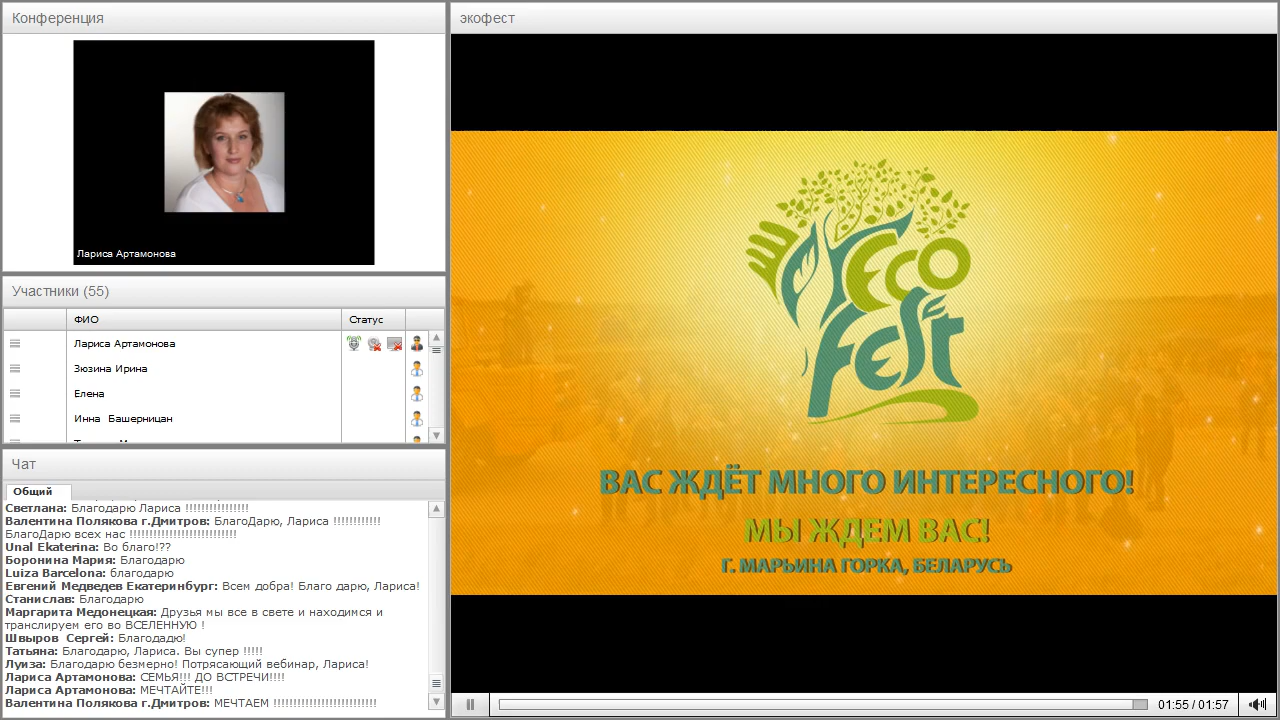 Конференция
Лариса Артамонова
Участники (55)
ФИО Статус
Лариса Артамонова
Зюзина Ирина
Елена
Инна Башерницан
Чат
Общий
Светлана: Благодарю Лариса !!!!!!!!!!!!!!!!
Валентина Полякова г.Дмитров: БлагоДарю, Лариса !!!!!!!!!!!!
БлагоДарю всех нас !!!!!!!!!!!!!!!!!!!!!!!!!!!
Unal Ekaterina: Во благо!??
Боронина Мария: Благодарю
Luiza Barcelona: благодарю
Евгений Медведев Екатеринбург: Всем добра! Благо дарю, Лариса!
Станислав: Благодарю
Маргарита Медонецкая: Друзья мы все в свете и находимся и
транслируем его во ВСЕЛЕННУЮ !
Швыров Сергей: Благодадю!
Татьяна: Благодарю, Лариса. Вы супер !!!!!
Луиза: Благодарю безмерно! Потрясающий вебинар, Лариса!
Лариса Артамонова: СЕМЬЯ!!! ДО ВСТРЕЧИ!!!!
Лариса Артамонова: МЕЧТАЙТЕ!!!
Валентина Полякова г.Дмитров: МЕЧТАЕМ !!!!!!!!!!!!!!!!!!!!!!!!!!
экофест
ECO
Fest
ВАС ЖДЁТ МНОГО ИНТЕРЕСНОГО!
МЫ ЖДЕМ ВАС!
Г. МАРЬИНА ГОРКА, БЕЛАРУСЬ
01:55 / 01:57